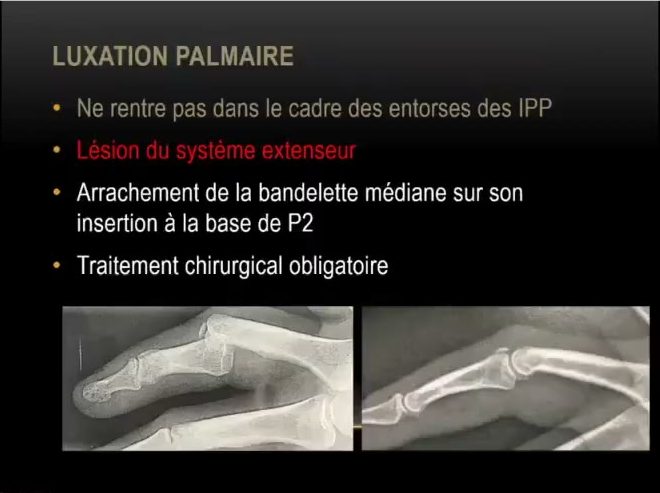 LUXATION PALMAIRE
• Ne rentre pas dans le cadre des entorses des IPP
• Lésion du système extenseur
• Arrachement de la bandelette médiane sur son
insertion à la base de P2
• Traitement chirurgical obligatoire